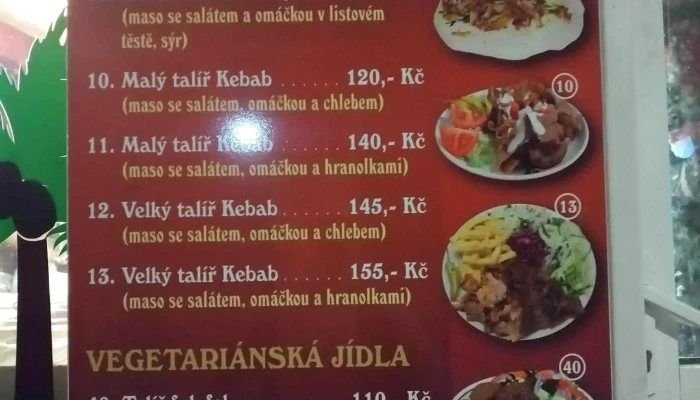 (maso se salátem a omáčkou v listovém
těstě, sýr)
10. Malý talíř Kebab ...... 120,- Kč
(maso se salátem, omáčkou a chlebem)
10
11. Malý talíř Kebab ...... 140,- Kč
(maso se salátem, omáčkou a hranolkami)
12. Velký talíř Kebab ...... 145,- Kč
(maso se salátem, omáčkou a chlebem)
13
13. Velký talíř Kebab ...... 155,- Kč
(maso se salátem, omáčkou a hranolkami)
VEGETARIÁNSKÁ JÍDLA
40
110,- Kč